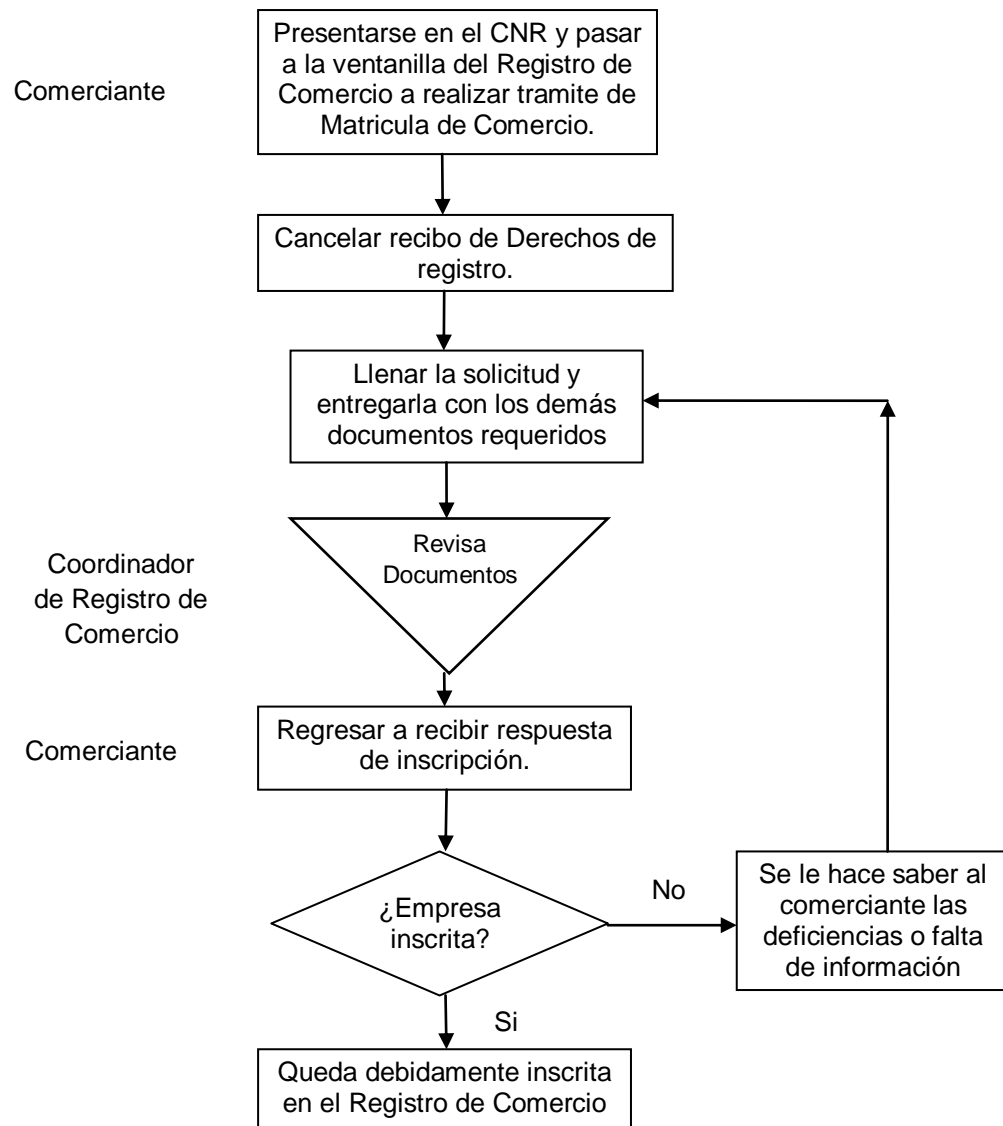 Comerciante
Presentarse en el CNR y pasar
a la ventanilla del Registro de
Comercio a realizar tramite de
Matricula de Comercio.
Cancelar recibo de Derechos de
registro.
Llenar la solicitud y
entregarla con los demás
documentos requeridos
Coordinador
de Registro de
Comercio
Revisa
Documentos
Comerciante
Regresar a recibir respuesta
de inscripción.
¿Empresa
inscrita?
No
Se le hace saber al
comerciante las
deficiencias o falta
de información
Si
Queda debidamente inscrita
en el Registro de Comercio